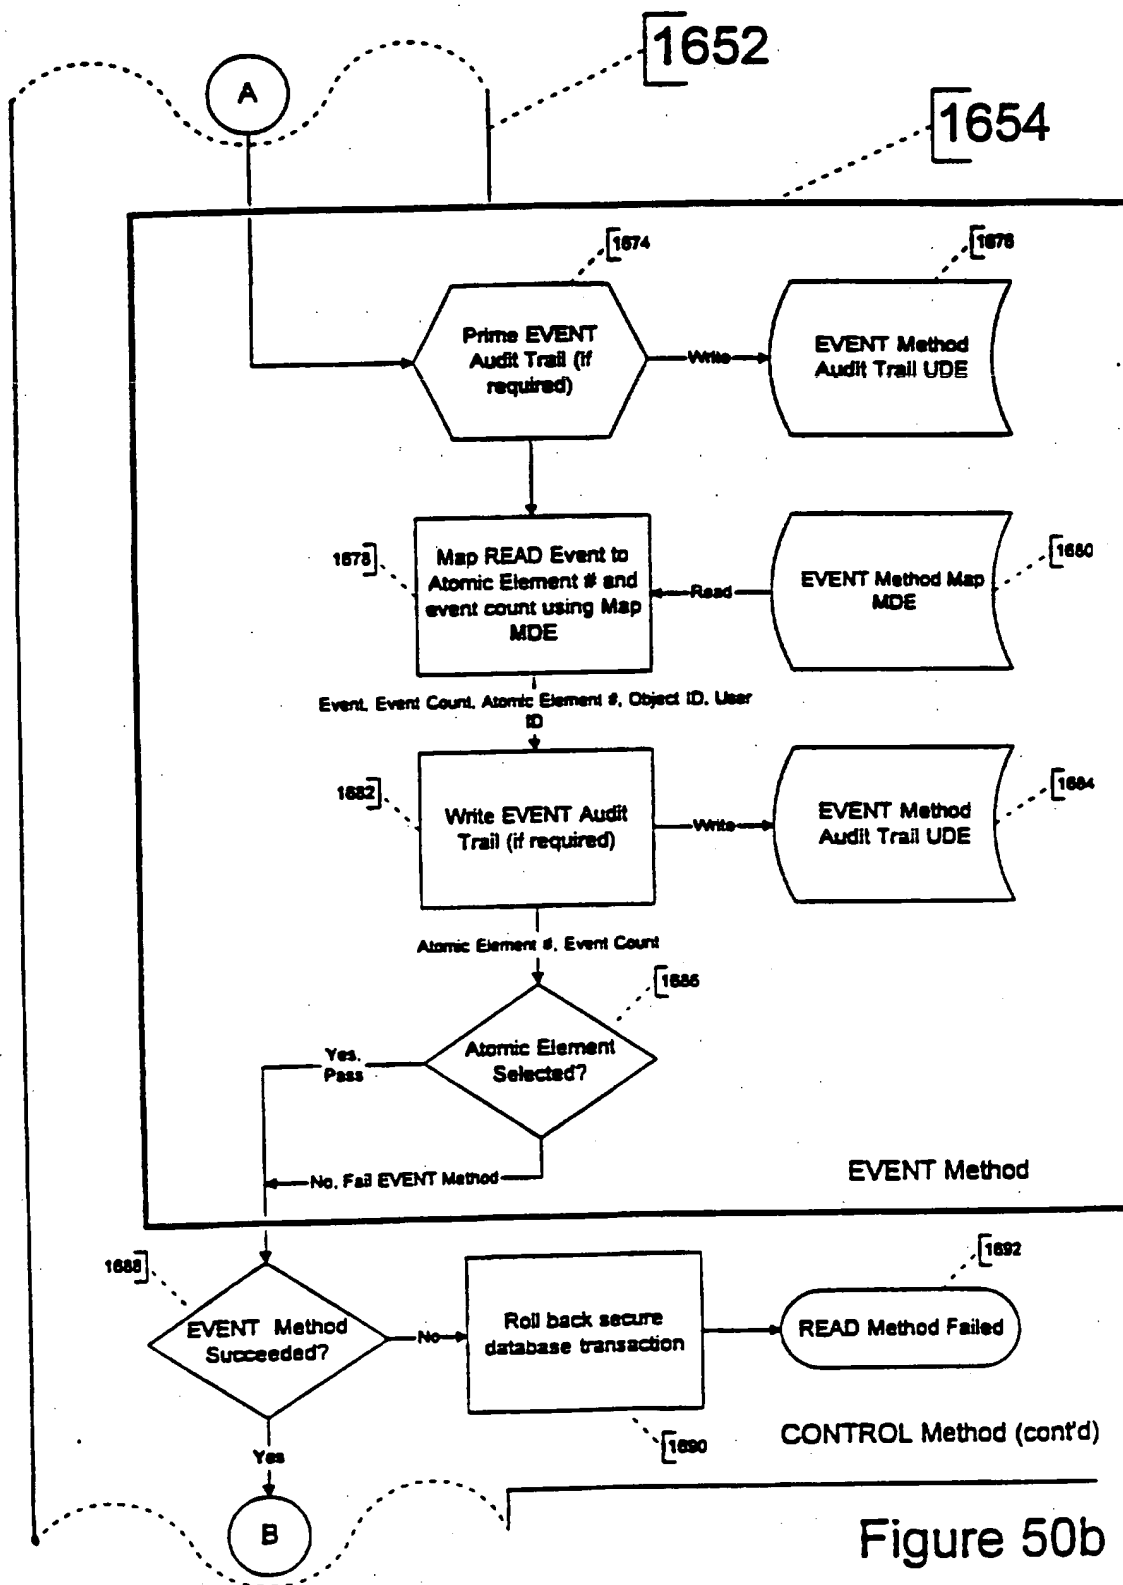 1652
A
1654
1674
1676
Prime EVENT
Audit Trail (if
required)
Write
EVENT Method
Audit Trail UDE
1678
Map READ Event to
Atomic Element # and
event count using Map
MDE
Read
EVENT Method Map
MDE
1680
Event, Event Count, Atomic Element #, Object ID, User
ID
1682
Write EVENT Audit
Trail (if required)
Write
EVENT Method
Audit Trail UDE
1684
Atomic Element #, Event Count
1686
Atomic Element
Selected?
Yes,
Pass
No, Fail EVENT Method
EVENT Method
1688
EVENT Method
Succeeded?
No
Roll back secure
database transaction
1692
READ Method Failed
1690
CONTROL Method (cont'd)
Yes
B
Figure 50b